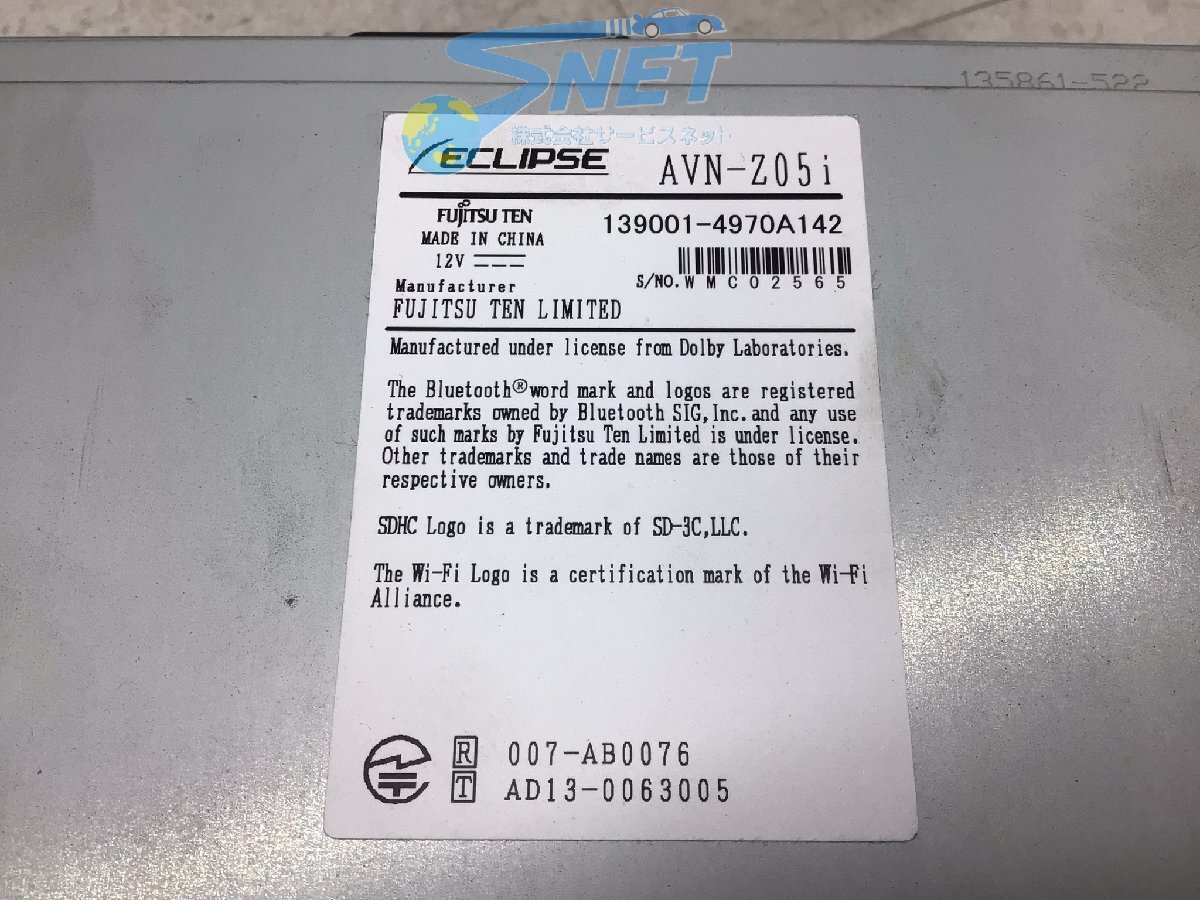 SNET
株式会社サービスネット
135861-522
ECLIPSE AVN-Z05i
FUJITSU TEN 139001-4970A142
MADE IN CHINA
12V
S/NO. WMC02565
Manufacturer
FUJITSU TEN LIMITED
Manufactured under license from Dolby Laboratories.
The Bluetooth® word mark and logos are registered
trademarks owned by Bluetooth SIG, Inc. and any use
of such marks by Fujitsu Ten Limited is under license.
Other trademarks and trade names are those of their
respective owners.
SDHC Logo is a trademark of SD-3C, LLC.
The Wi-Fi Logo is a certification mark of the Wi-Fi
Alliance.
R 007-AB0076
T AD13-0063005